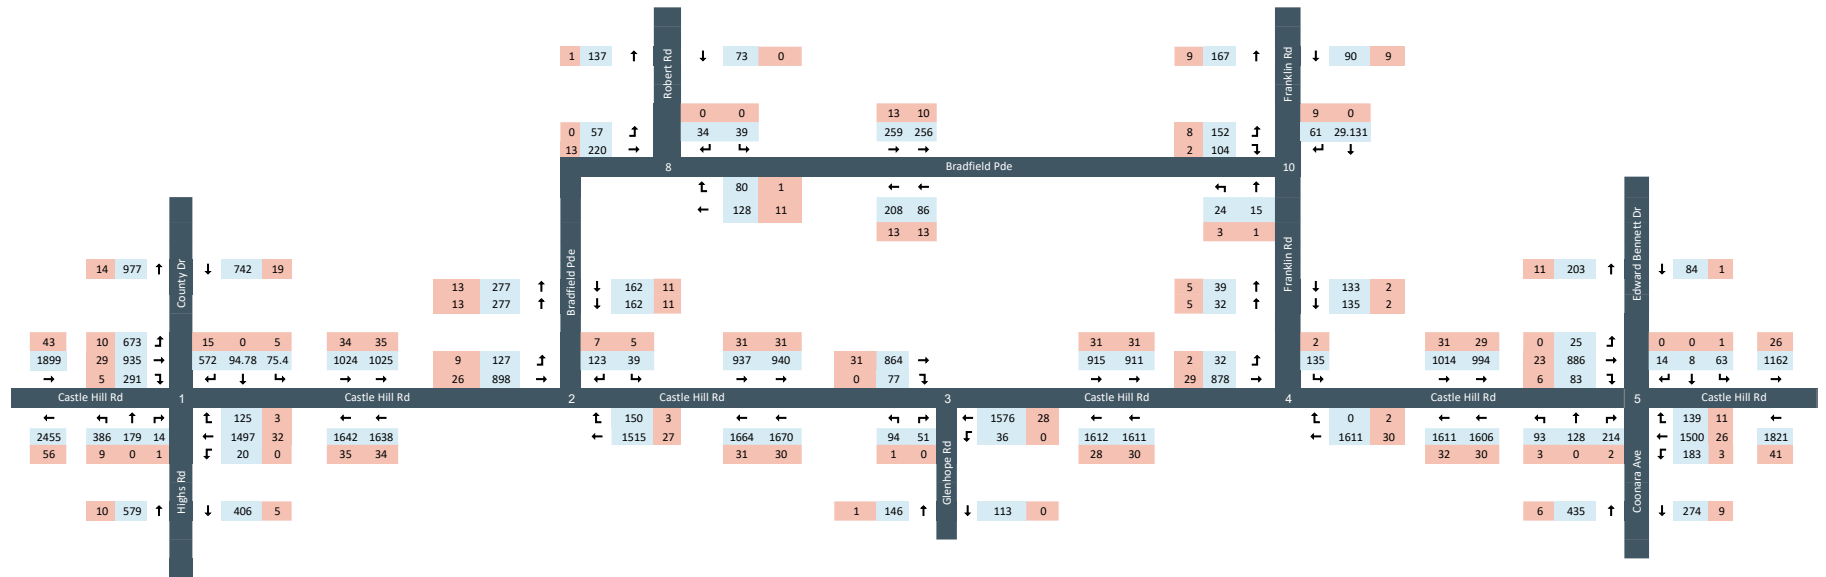 1 137 ↑ ↓ 73 0
9 167 ↑ ↓ 90 9
Robert Rd
Franklin Rd
0 0
13 10
9 0
0 57
34 39
259 256
8 152
61 29.131
13 220 →
→ →
2 104
8
Bradfield Pde
10
80 1
← ←
↑
← 128 11
208 86
24 15
13 13
3 1
Bradfield Pde
Franklin Rd
County Dr
Edward Bennett Dr
14 977 ↑ ↓ 742 19
11 203 ↑ ↓ 84 1
13 277 ↑ ↓ 162 11
5 39 ↑ ↓ 133 2
13 277 ↑ ↓ 162 11
5 32 ↑ ↓ 135 2
43
10 673
15 0 5
34 35
9 127
7 5
31 31
31 864 →
31 31
2 32
2
31 29
0 25
0 0 1
26
1899
29 935 →
572 94.78 75.4
1024 1025
123 39
937 940
915 911
135
1014 994
23 886 →
14 8 63
1162
→
5 291
↓
→ →
26 898 →
→ →
0 77
→ →
29 878 →
→ →
6 83
↓
→
Castle Hill Rd 1 Castle Hill Rd 2 Castle Hill Rd 3 Castle Hill Rd 4 Castle Hill Rd 5 Castle Hill Rd
←
↑
125 3
← ←
150 3
← ←
← 1576 28
← ←
0 2
← ←
↑
139 11
←
2455
386 179 14
← 1497 32
1642 1638
← 1515 27
1664 1670
94 51
36 0
1612 1611
← 1611 30
1611 1606
93 128 214
← 1500 26
1821
56
9 0 1
20 0
35 34
31 30
1 0
28 30
32 30
3 0 2
183 3
41
Highs Rd
Glenhope Rd
Coonara Ave
10 579 ↑ ↓ 406 5
1 146 ↑ ↓ 113 0
6 435 ↑ ↓ 274 9